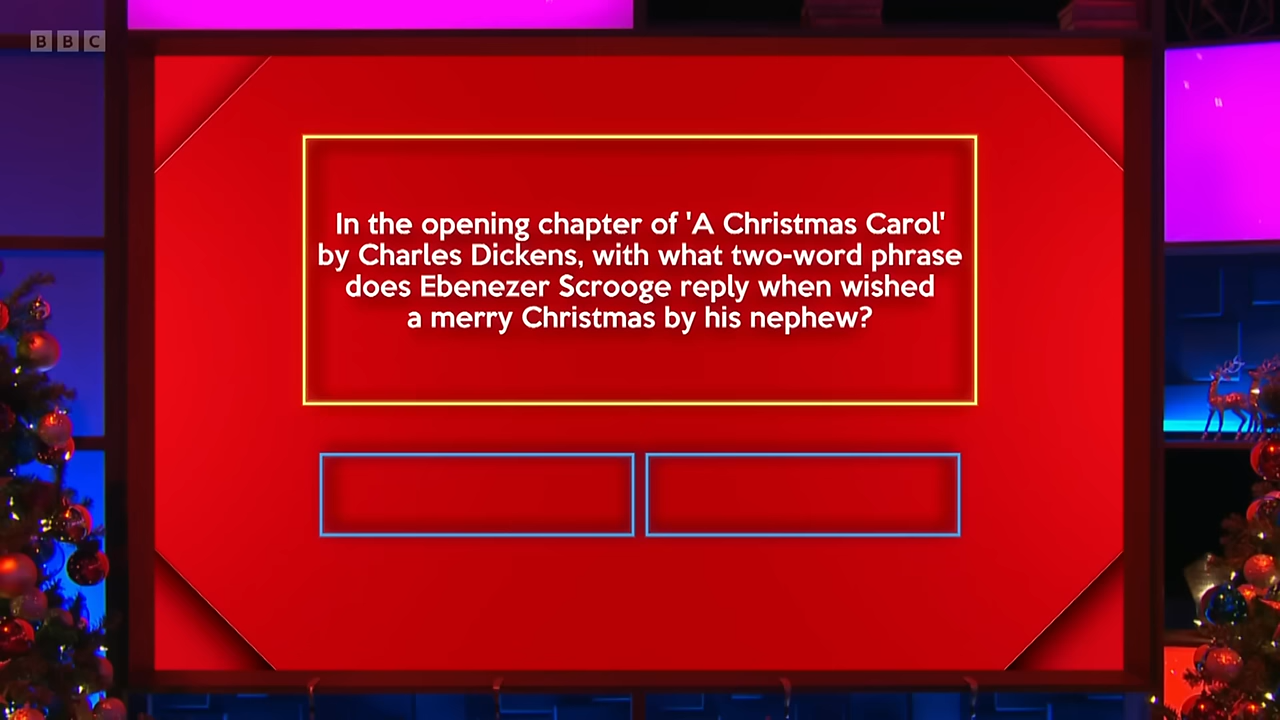 BBC
In the opening chapter of 'A Christmas Carol'
by Charles Dickens, with what two-word phrase
does Ebenezer Scrooge reply when wished
a merry Christmas by his nephew?